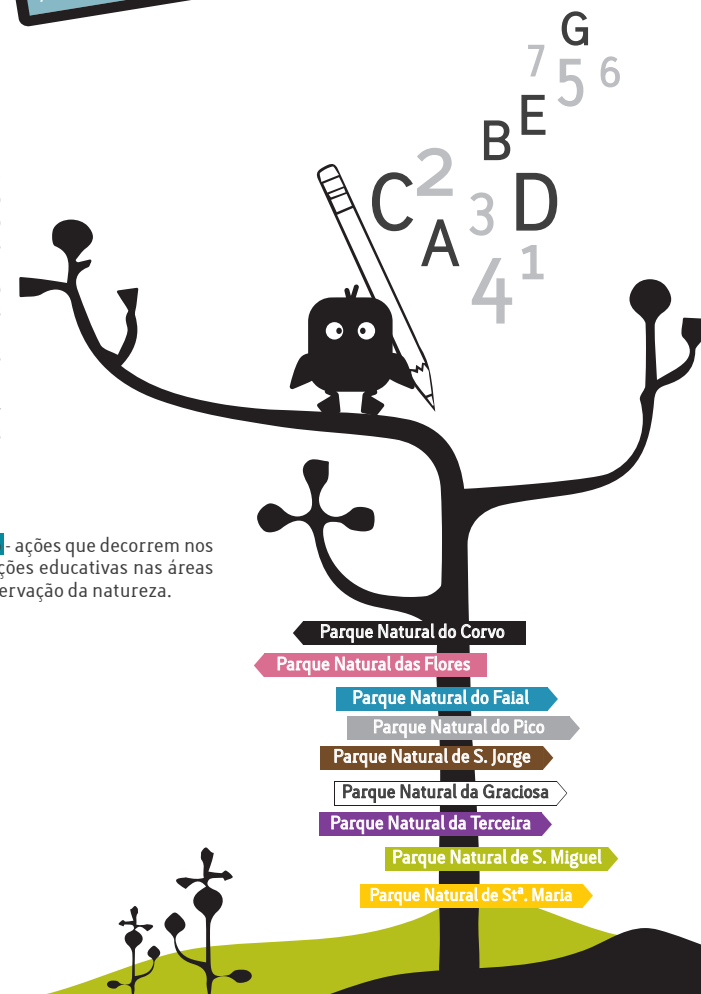 G
7
5
6
E
B
2
C
D
3
A
1
4
- ações que decorrem nos
ções educativas nas áreas
ervação da natureza.
Parque Natural do Corvo
Parque Natural das Flores
Parque Natural do Faial
Parque Natural do Pico
Parque Natural de S. Jorge
Parque Natural da Graciosa
Parque Natural da Terceira
Parque Natural de S. Miguel
Parque Natural de Stª. Maria